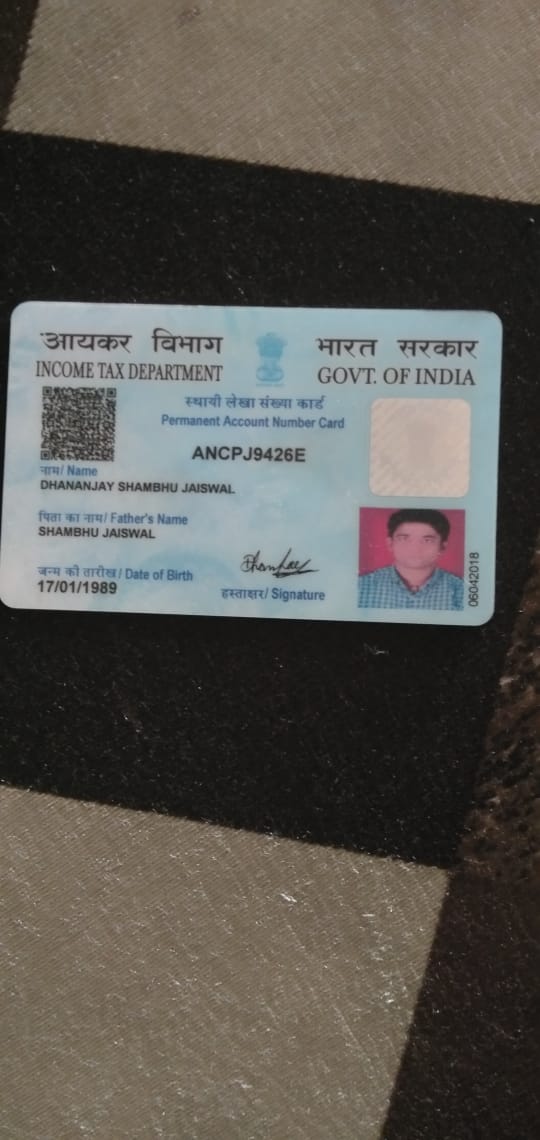 आयकर विभाग
INCOME TAX DEPARTMENT
भारत सरकार
GOVT. OF INDIA
स्थायी लेखा संख्या कार्ड
Permanent Account Number Card
ANCPJ9426E
नाम/ Name
DHANANJAY SHAMBHU JAISWAL
पिता का नाम/ Father's Name
SHAMBHU JAISWAL
जन्म की तारीख / Date of Birth
17/01/1989
हस्ताक्षर/ Signature
06042018